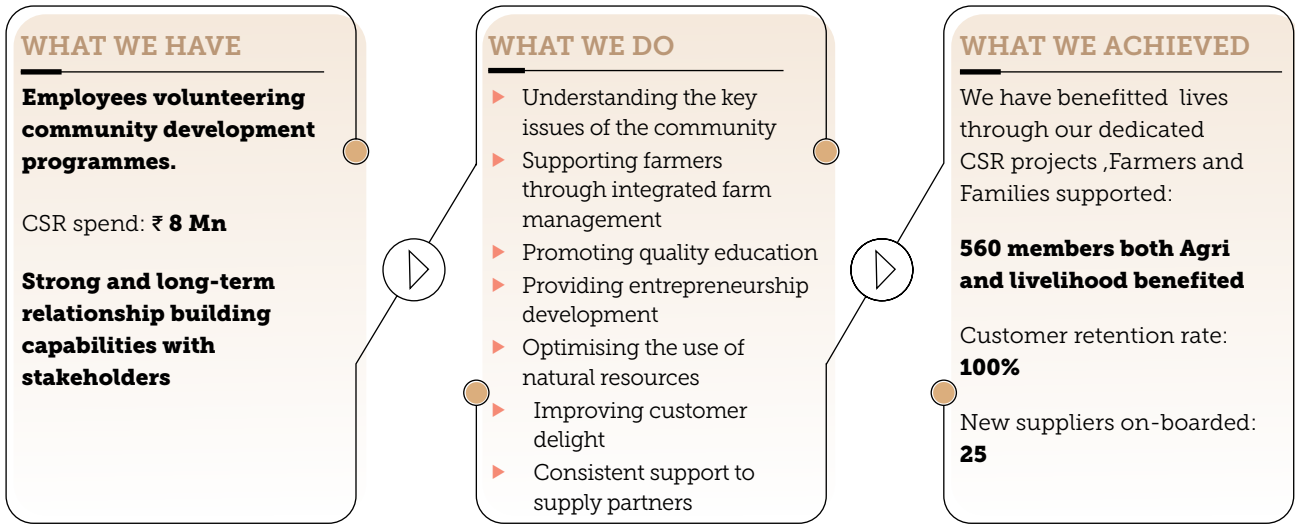 WHAT WE HAVE
Employees volunteering
community development
programmes.
CSR spend: ₹ 8 Mn
Strong and long-term
relationship building
capabilities with
stakeholders
WHAT WE DO
Understanding the key
issues of the community
Supporting farmers
through integrated farm
management
Promoting quality education
Providing entrepreneurship
development
Optimising the use of
natural resources
Improving customer
delight
Consistent support to
supply partners
WHAT WE ACHIEVED
We have benefitted  lives
through our dedicated
CSR projects ,Farmers and
Families supported:
560 members both Agri
and livelihood benefited
Customer retention rate:
100%
New suppliers on-boarded:
25